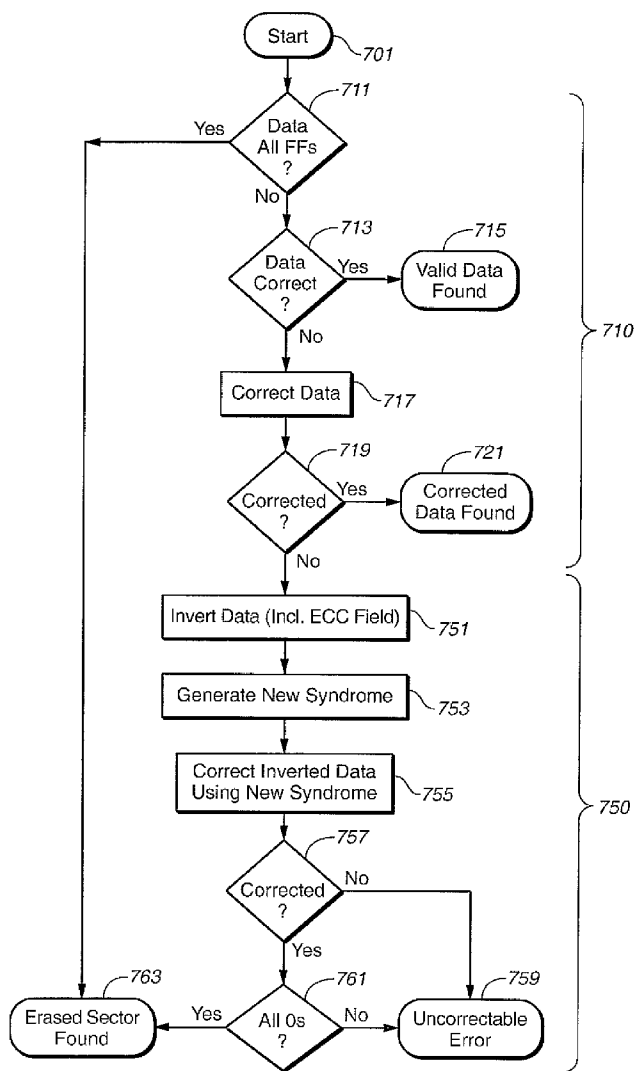 Start
701
711
Data
All FFs
?
Yes
No
713
Data
Correct
?
Yes
715
Valid Data
Found
No
710
Correct Data
717
719
Corrected
?
Yes
721
Corrected
Data Found
No
Invert Data (Incl. ECC Field)
751
Generate New Syndrome
753
Correct Inverted Data
Using New Syndrome
755
750
757
Corrected
?
No
Yes
763
Erased Sector
Found
Yes
761
All 0s
?
No
759
Uncorrectable
Error